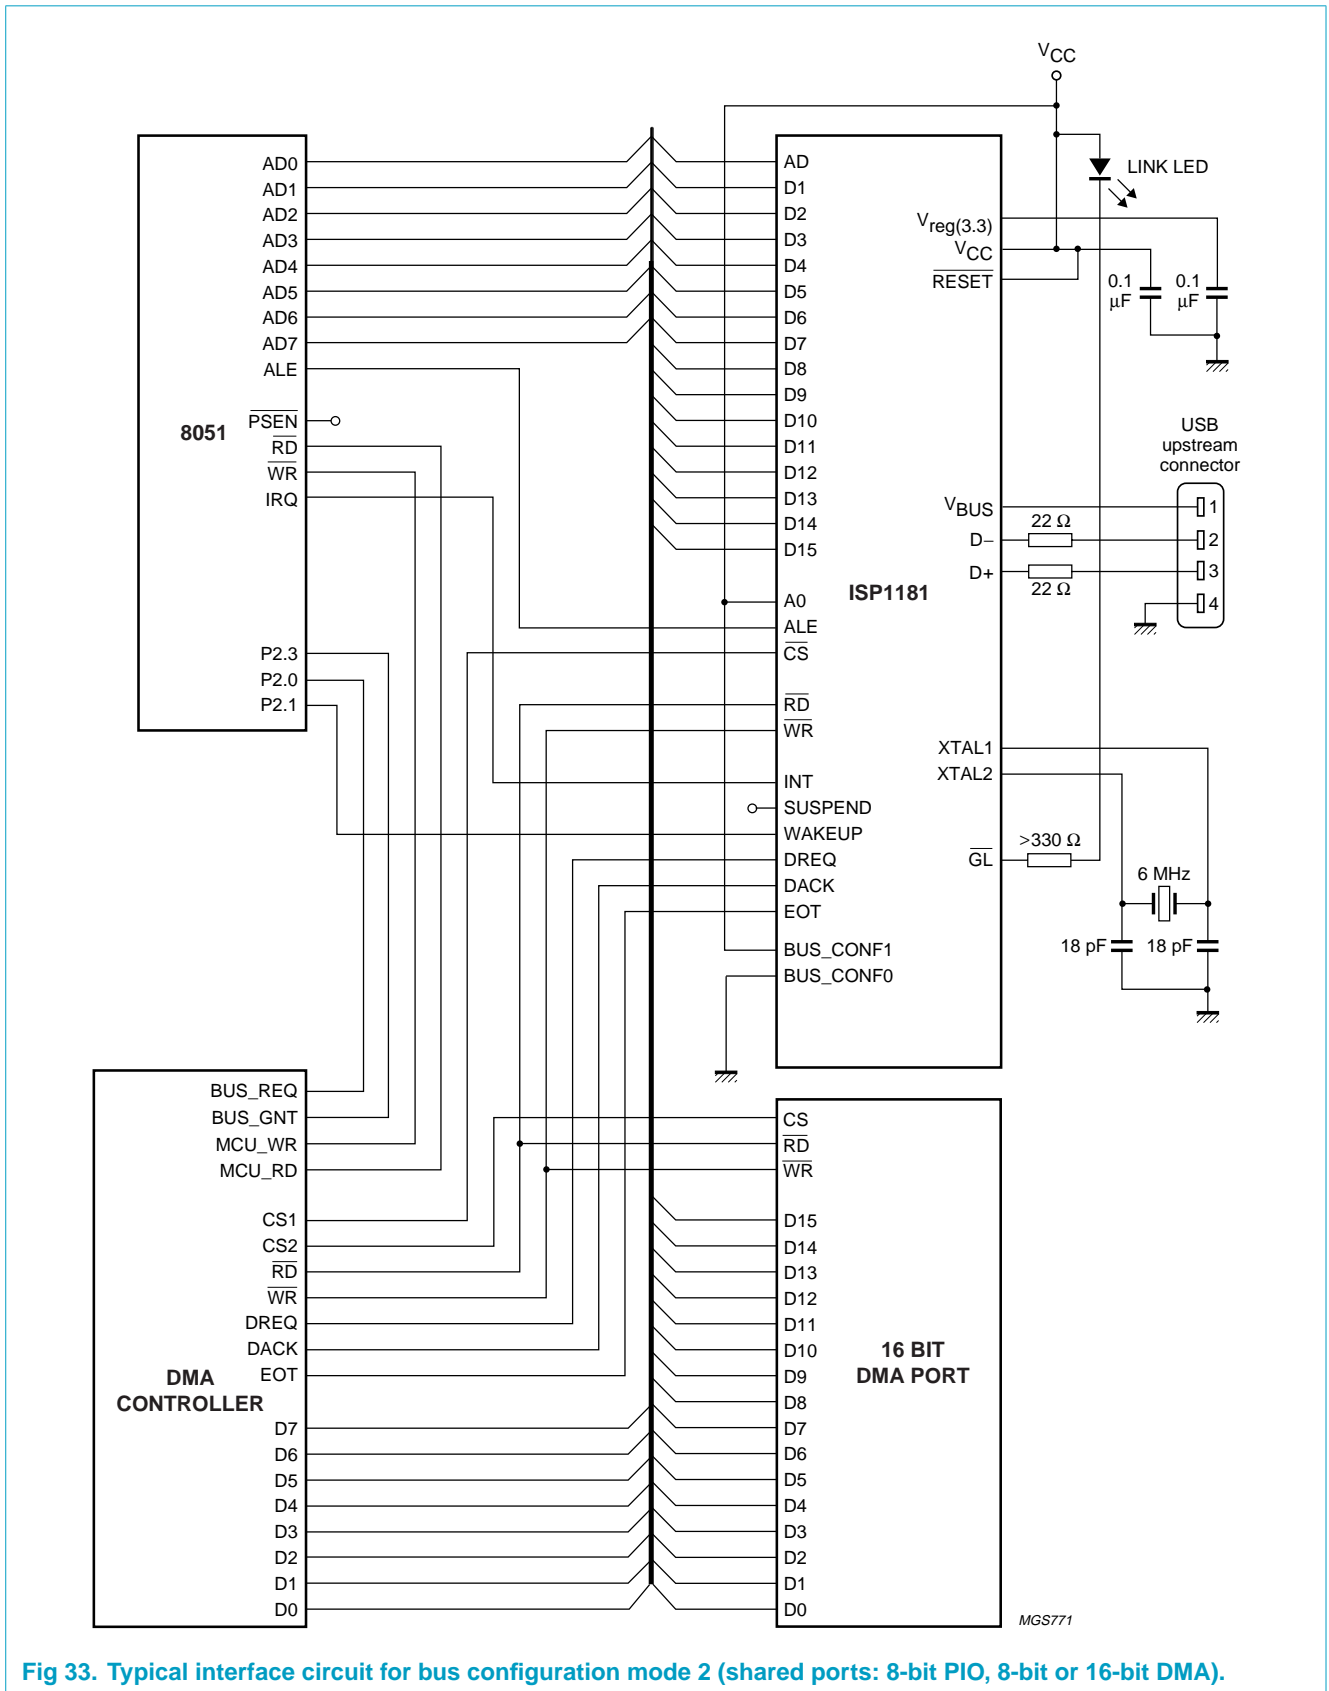 VCC
AD0
AD1
AD2
AD3
AD4
AD5
AD6
AD7
ALE
PSEN
RD
WR
IRQ
8051
P2.3
P2.0
P2.1
AD
D1
D2
D3
D4
D5
D6
D7
D8
D9
D10
D11
D12
D13
D14
D15
A0
ALE
CS
RD
WR
INT
SUSPEND
WAKEUP
DREQ
DACK
EOT
BUS_CONF1
BUS_CONF0
ISP1181
Vreg(3.3)
VCC
RESET
VBUS
D−
D+
XTAL1
XTAL2
GL
LINK LED
0.1
μF
0.1
μF
USB
upstream
connector
1
2
3
4
22 Ω
22 Ω
>330 Ω
6 MHz
18 pF
18 pF
BUS_REQ
BUS_GNT
MCU_WR
MCU_RD
CS1
CS2
RD
WR
DREQ
DACK
EOT
DMA
CONTROLLER
D7
D6
D5
D4
D3
D2
D1
D0
CS
RD
WR
D15
D14
D13
D12
D11
D10
D9
D8
D7
D6
D5
D4
D3
D2
D1
D0
16 BIT
DMA PORT
MGS771
Fig 33. Typical interface circuit for bus configuration mode 2 (shared ports: 8-bit PIO, 8-bit or 16-bit DMA).